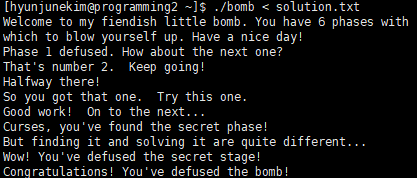 [hyunjunekim@programming2 ~]$ ./bomb < solution.txt
Welcome to my fiendish little bomb. You have 6 phases with
which to blow yourself up. Have a nice day!
Phase 1 defused. How about the next one?
That's number 2.  Keep going!
Halfway there!
So you got that one.  Try this one.
Good work!  On to the next...
Curses, you've found the secret phase!
But finding it and solving it are quite different...
Wow! You've defused the secret stage!
Congratulations! You've defused the bomb!